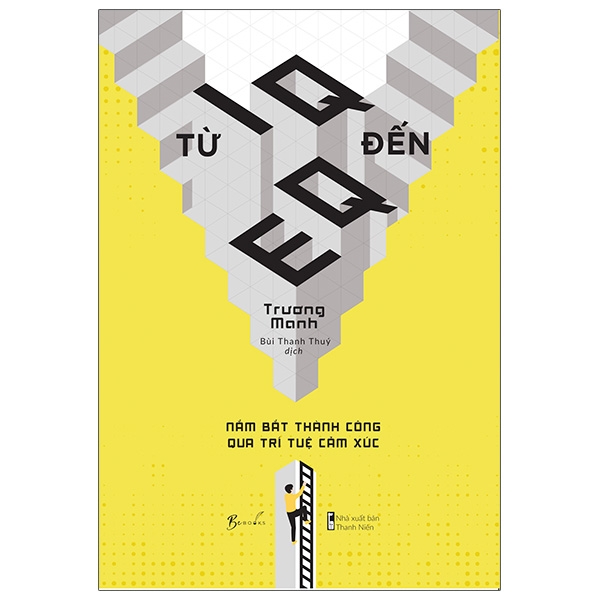 TỪ IQ ĐẾN
EQ
Trương
Manh
Bùi Thanh Thuý
dịch
NẮM BẮT THÀNH CÔNG
QUA TRÍ TUỆ CẢM XÚC
BeBOOKS
Nhà xuất bản
Thanh Niên